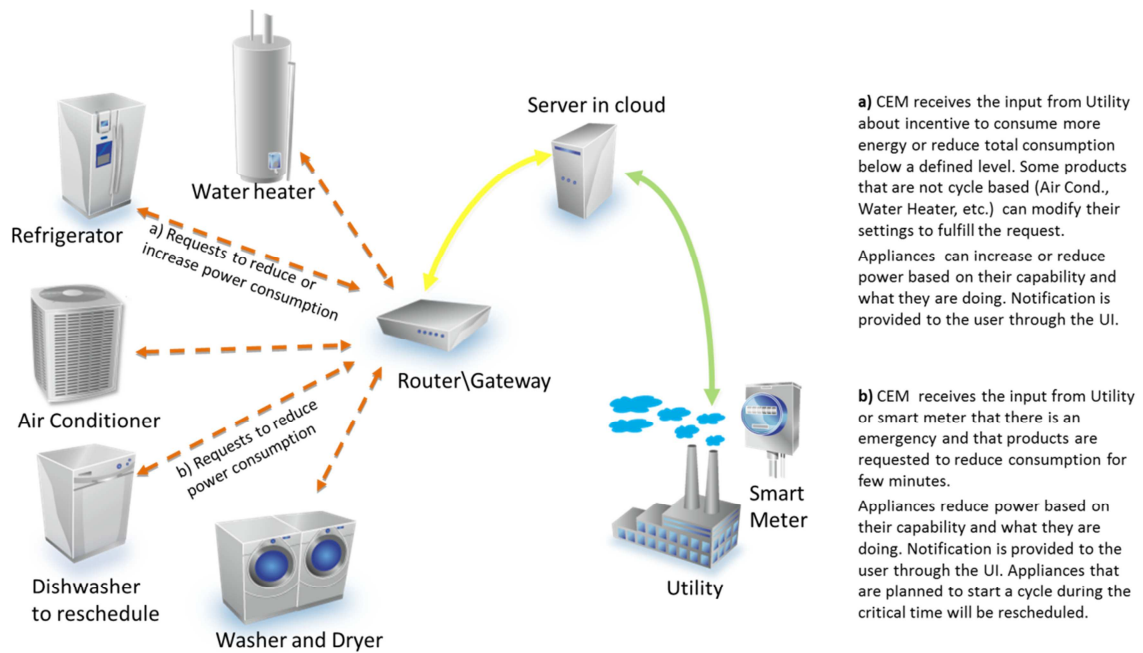 Server in cloud
Water heater
Refrigerator
a) Requests to reduce or
increase power consumption
Router\Gateway
Air Conditioner
b) Requests to reduce
power consumption
Dishwasher
to reschedule
Washer and Dryer
Smart
Meter
Utility
a) CEM receives the input from Utility
about incentive to consume more
energy or reduce total consumption
below a defined level. Some products
that are not cycle based (Air Cond.,
Water Heater, etc.) can modify their
settings to fulfill the request.
Appliances can increase or reduce
power based on their capability and
what they are doing. Notification is
provided to the user through the UI.
b) CEM receives the input from Utility
or smart meter that there is an
emergency and that products are
requested to reduce consumption for
few minutes.
Appliances reduce power based on
their capability and what they are
doing. Notification is provided to the
user through the UI. Appliances that
are planned to start a cycle during the
critical time will be rescheduled.